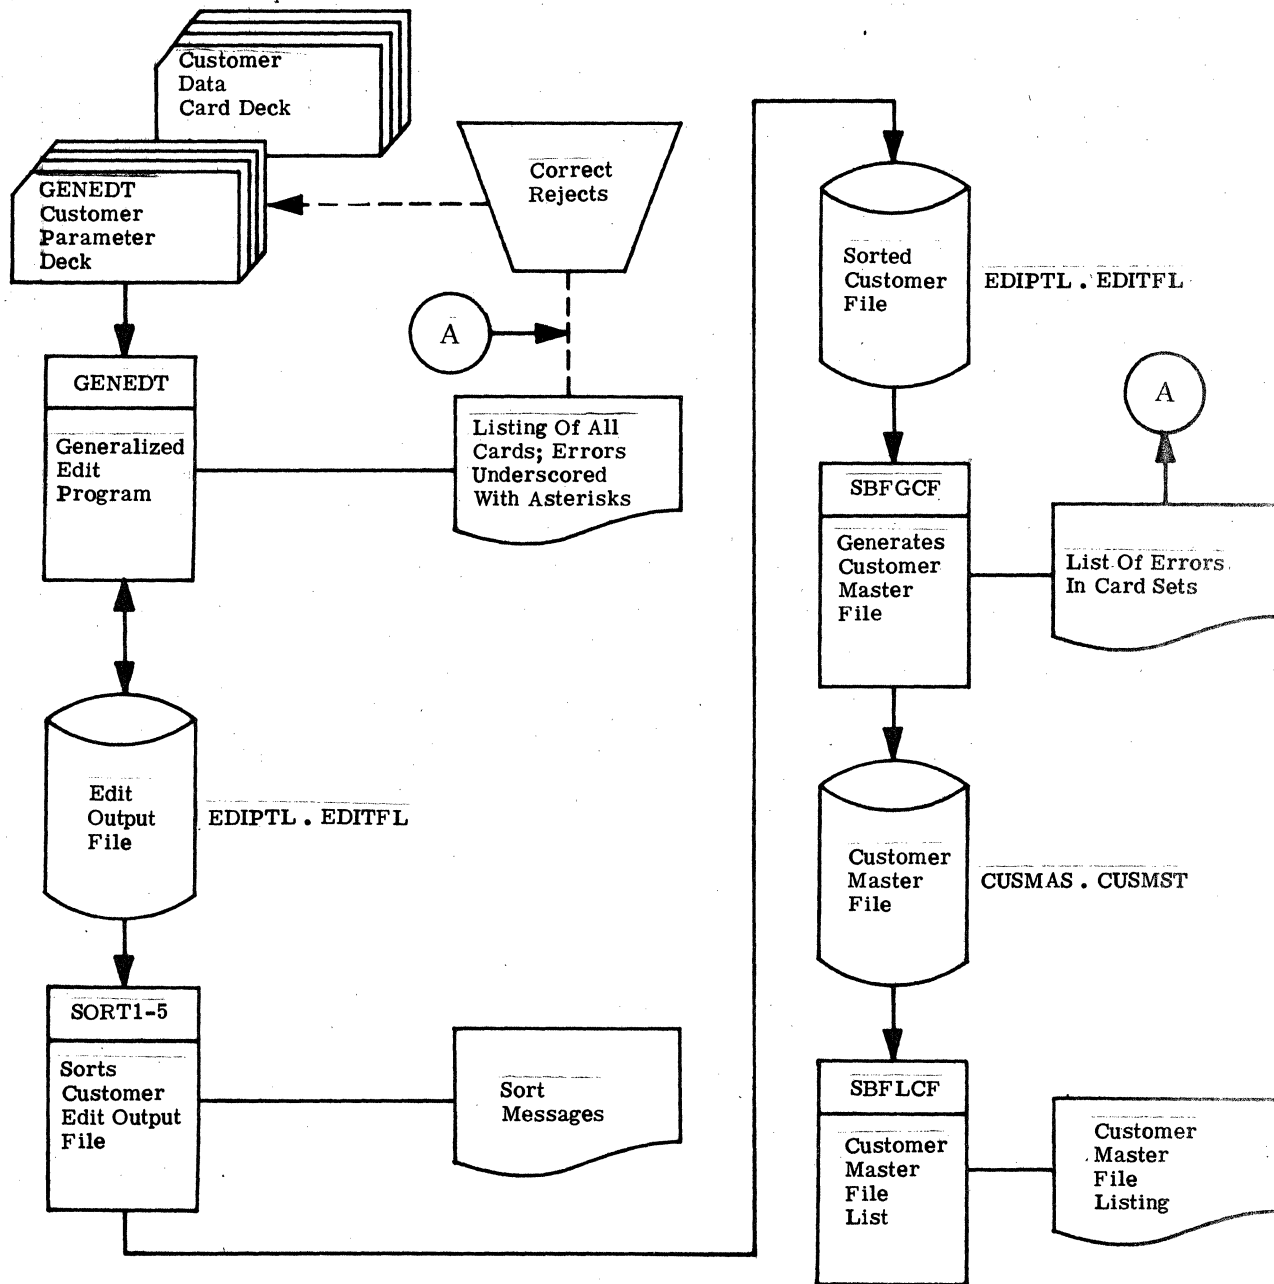 Customer
Data
Card Deck
GENEDT
Customer
Parameter
Deck
Correct
Rejects
A
GENEDT
Generalized
Edit
Program
Listing Of All
Cards; Errors
Underscored
With Asterisks
Edit
Output
File
EDIPTL . EDITFL
SORT1-5
Sorts
Customer
Edit Output
File
Sort
Messages
Sorted
Customer
File
EDIPTL . EDITFL
A
SBFGCF
Generates
Customer
Master
File
List Of Errors
In Card Sets
Customer
Master
File
CUSMAS . CUSMST
SBFLCF
Customer
Master
File
List
Customer
Master
File
Listing